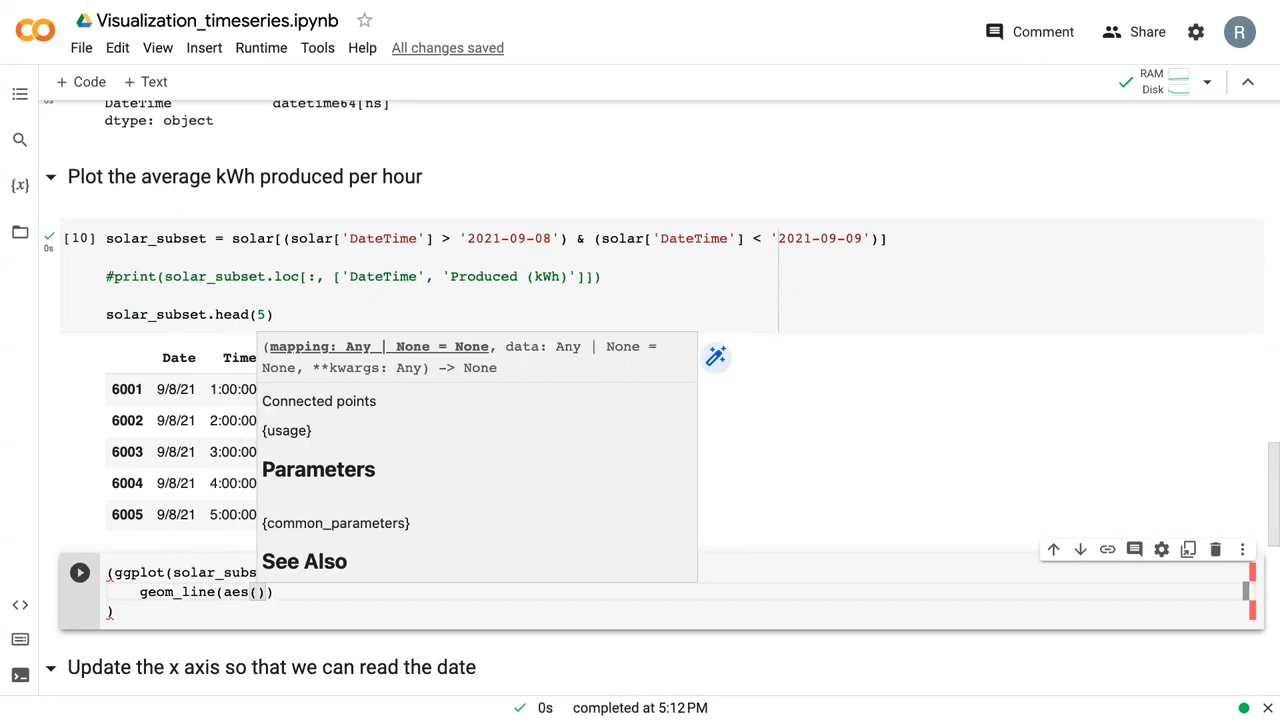 Visualization_timeseries.ipynb
File Edit View Insert Runtime Tools Help All changes saved
Comment Share R
+ Code + Text
RAM
Disk
DateTime datetime64[ns]
dtype: object
Plot the average kWh produced per hour
0s
[10] solar_subset = solar[(solar['DateTime'] > '2021-09-08') & (solar['DateTime'] < '2021-09-09')]
#print(solar_subset.loc[:, ['DateTime', 'Produced (kWh)']])
solar_subset.head(5)
(mapping: Any | None = None, data: Any | None =
None, **kwargs: Any) -> None
Connected points
{usage}
Parameters
{common_parameters}
See Also
Date Time
6001 9/8/21 1:00:00
6002 9/8/21 2:00:00
6003 9/8/21 3:00:00
6004 9/8/21 4:00:00
6005 9/8/21 5:00:00
(ggplot(solar_subs
geom_line(aes())
)
Update the x axis so that we can read the date
0s completed at 5:12 PM